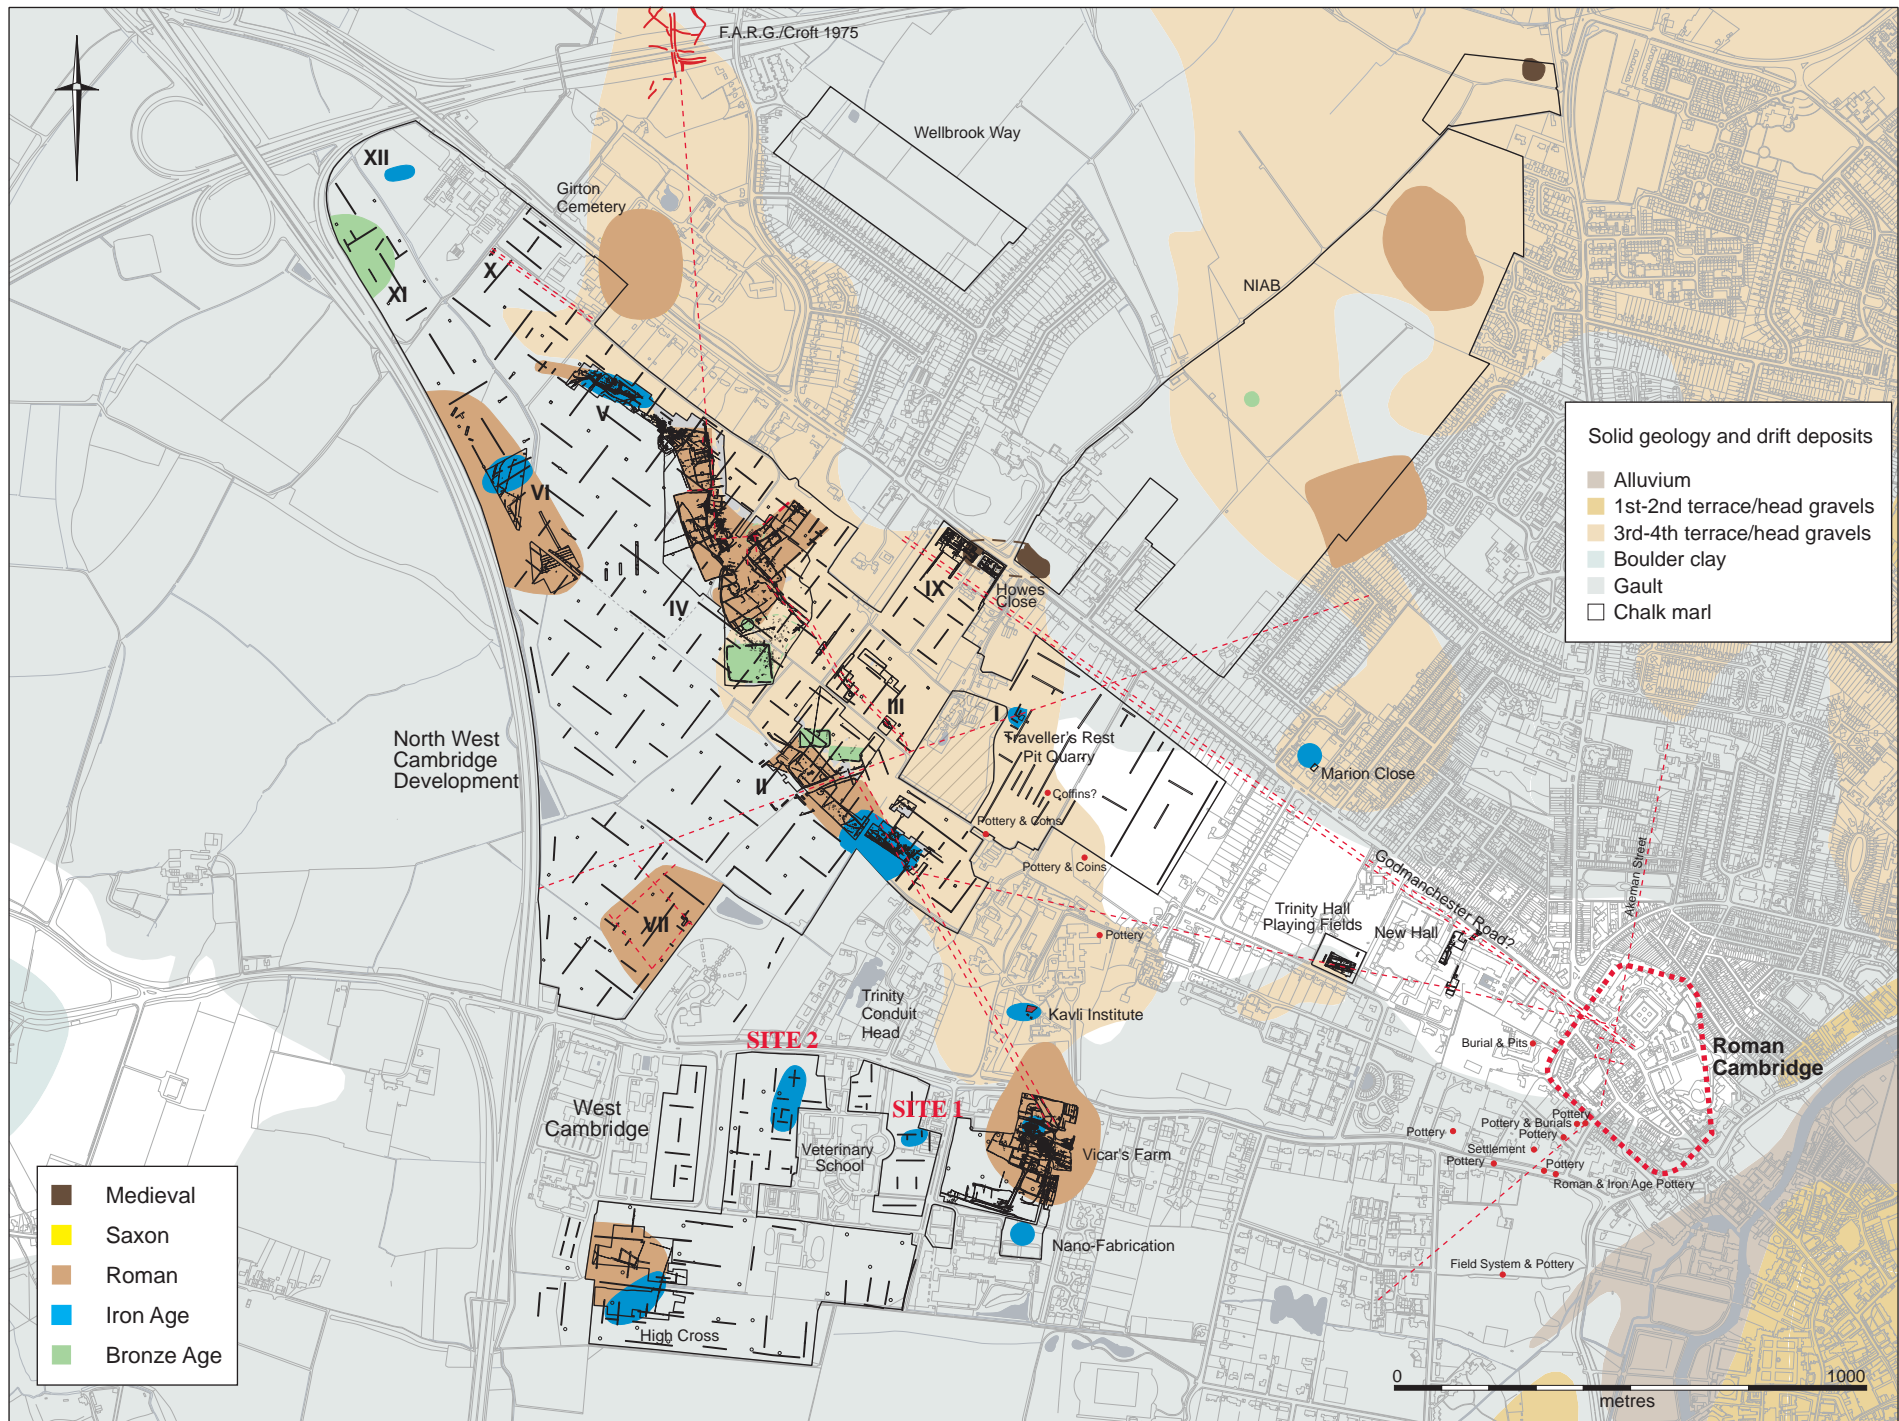 F.A.R.G./Croft 1975
Wellbrook Way
XII
Girton
Cemetery
X
XI
NIAB
V
VI
IV
IX
Howes
Close
III
I
Traveller's Rest
Pit Quarry
North West
Cambridge
Development
II
Coffins?
Pottery & Coins
Pottery & Coins
Marion Close
Godmanchester Road?
Akeman Street
VII
Pottery
Trinity Hall
Playing Fields
New Hall
Trinity
Conduit
Head
Kavli Institute
SITE 2
Burial & Pits
Roman
Cambridge
West
Cambridge
SITE 1
Veterinary
School
Vicar's Farm
Pottery
Pottery
Pottery & Burials
Pottery
Settlement
Pottery
Pottery
Roman & Iron Age Pottery
Nano-Fabrication
Field System & Pottery
High Cross
Solid geology and drift deposits
Alluvium
1st-2nd terrace/head gravels
3rd-4th terrace/head gravels
Boulder clay
Gault
Chalk marl
Medieval
Saxon
Roman
Iron Age
Bronze Age
0
1000
metres